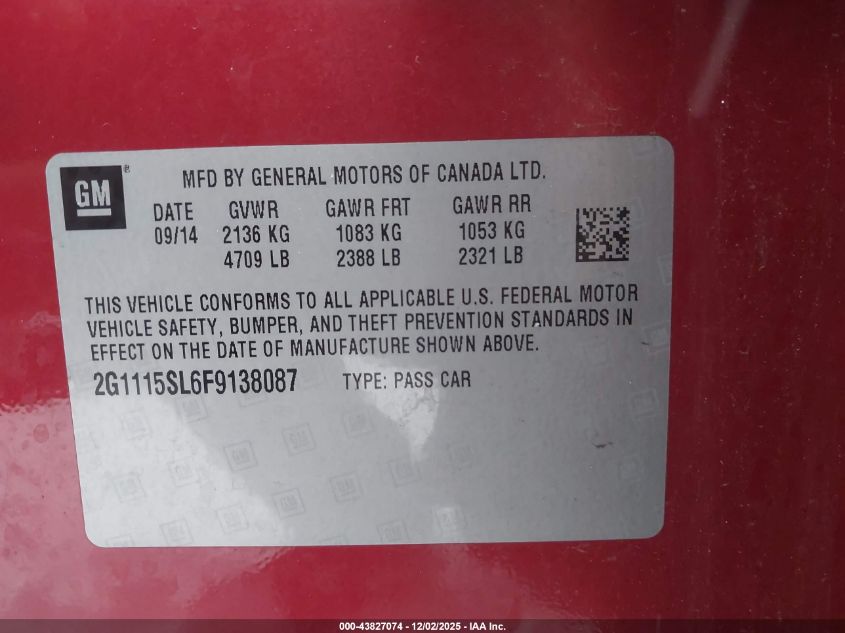 GM®
MFD BY GENERAL MOTORS OF CANADA LTD.
DATE GVWR GAWR FRT GAWR RR
09/14 2136 KG 1083 KG 1053 KG
4709 LB 2388 LB 2321 LB
THIS VEHICLE CONFORMS TO ALL APPLICABLE U.S. FEDERAL MOTOR
VEHICLE SAFETY, BUMPER, AND THEFT PREVENTION STANDARDS IN
EFFECT ON THE DATE OF MANUFACTURE SHOWN ABOVE.
2G1115SL6F9138087 TYPE: PASS CAR
000-43827074 - 12/02/2025 - IAA Inc.